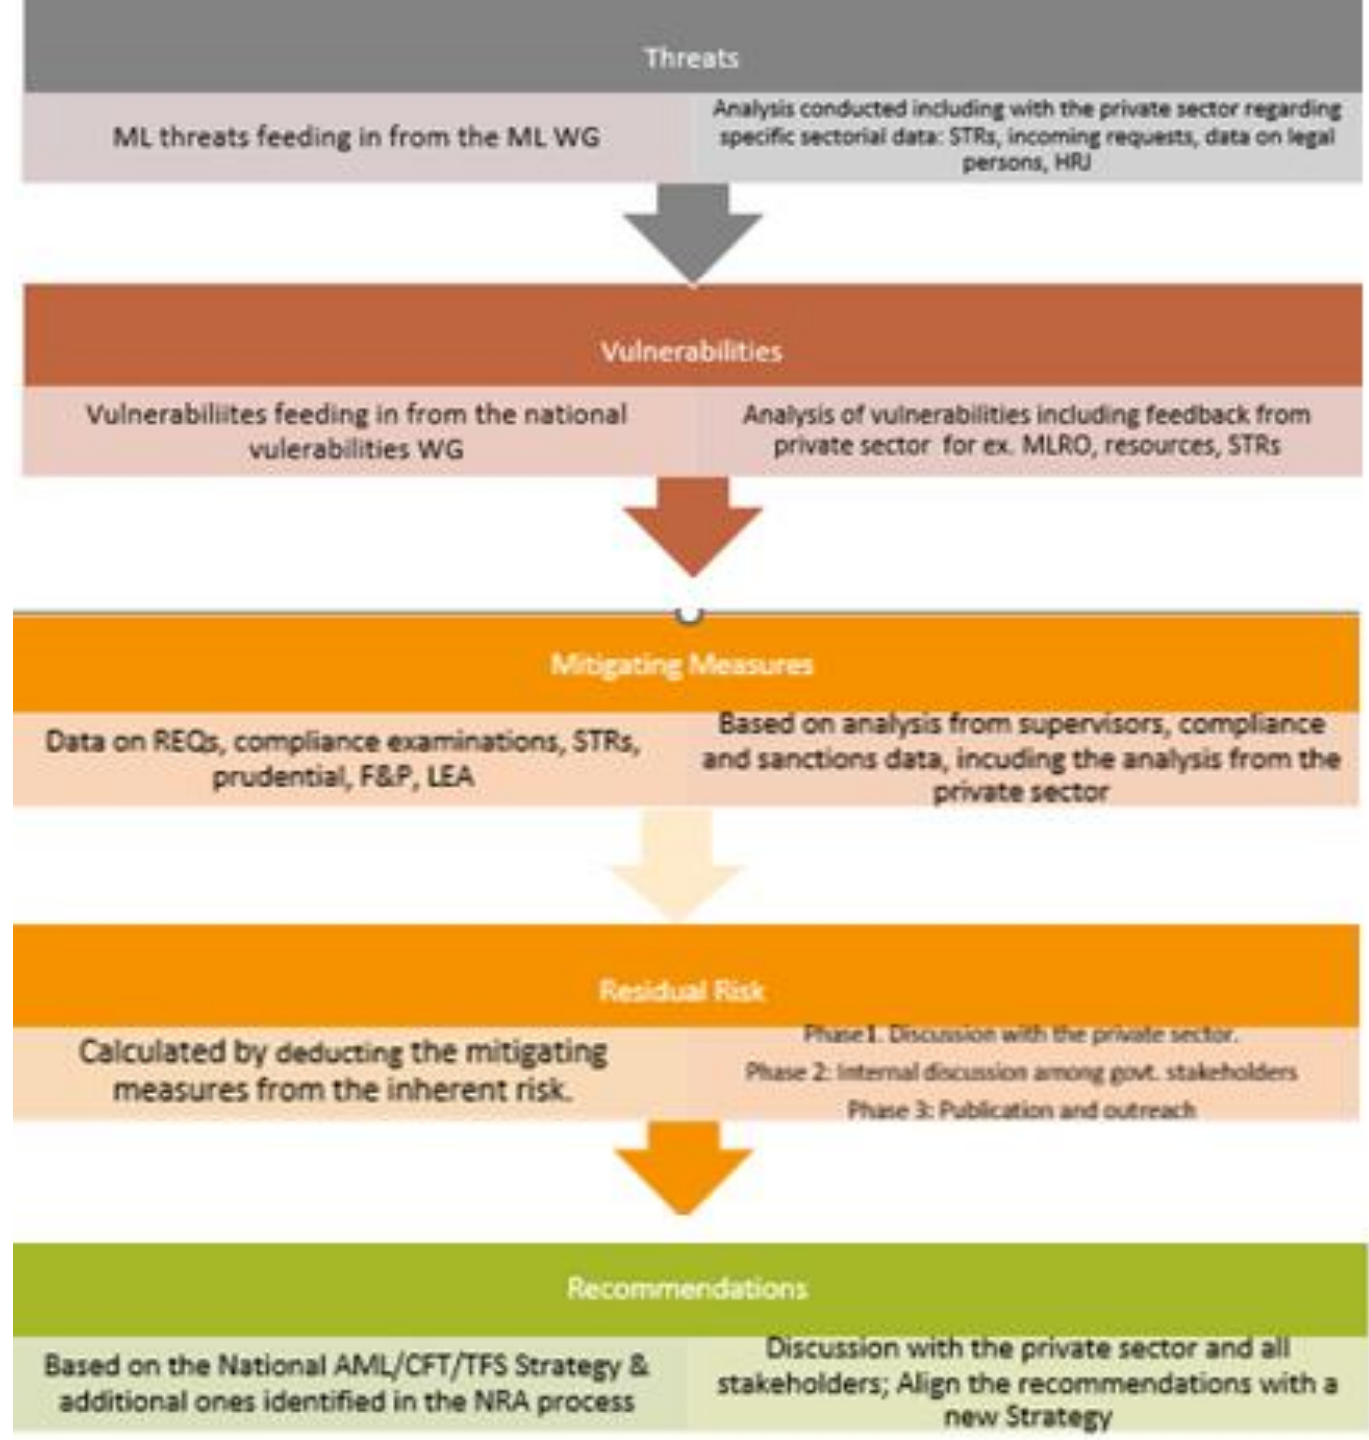 Threats
ML threats feeding in from the ML WG
Analysis conducted including with the private sector regarding
specific sectorial data: STRs, incoming requests, data on legal
persons, HRJ
Vulnerabilities
Vulnerabiliites feeding in from the national
vulerabilities WG
Analysis of vulnerabilities including feedback from
private sector for ex. MLRO, resources, STRs
Mitigating Measures
Data on REQs, compliance examinations, STRs,
prudential, F&P, LEA
Based on analysis from supervisors, compliance
and sanctions data, incuding the analysis from the
private sector
Residual Risk
Calculated by deducting the mitigating
measures from the inherent risk.
Phase1. Discussion with the private sector.
Phase 2: Internal discussion among govt. stakeholders
Phase 3: Publication and outreach
Recommendations
Based on the National AML/CFT/TFS Strategy &
additional ones identified in the NRA process
Discussion with the private sector and all
stakeholders; Align the recommendations with a
new Strategy